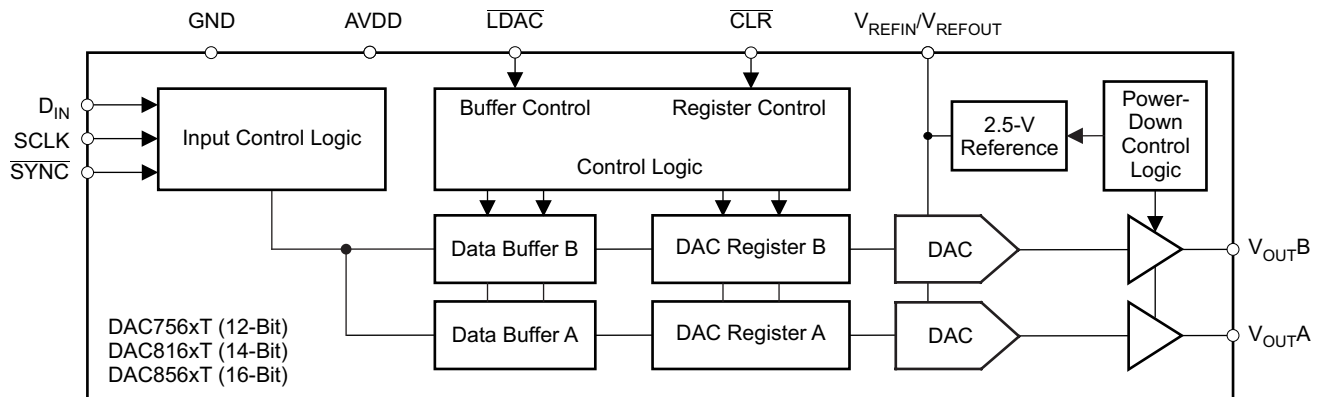 GND
AVDD
LDAC
CLR
VREFIN/VREFOUT
DIN
SCLK
SYNC
Input Control Logic
Buffer Control
Register Control
Control Logic
2.5-V
Reference
Power-
Down
Control
Logic
Data Buffer B
DAC Register B
DAC
VOUTB
Data Buffer A
DAC Register A
DAC
VOUTA
DAC756xT (12-Bit)
DAC816xT (14-Bit)
DAC856xT (16-Bit)